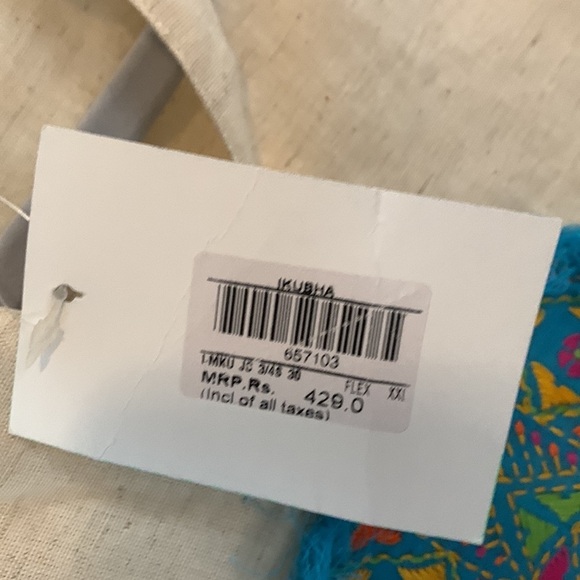 IKUSHA
657103
I-MKU JC 3/4S 30
FLEX XXL
MRP.Rs. 429.0
(Incl.of all taxes)